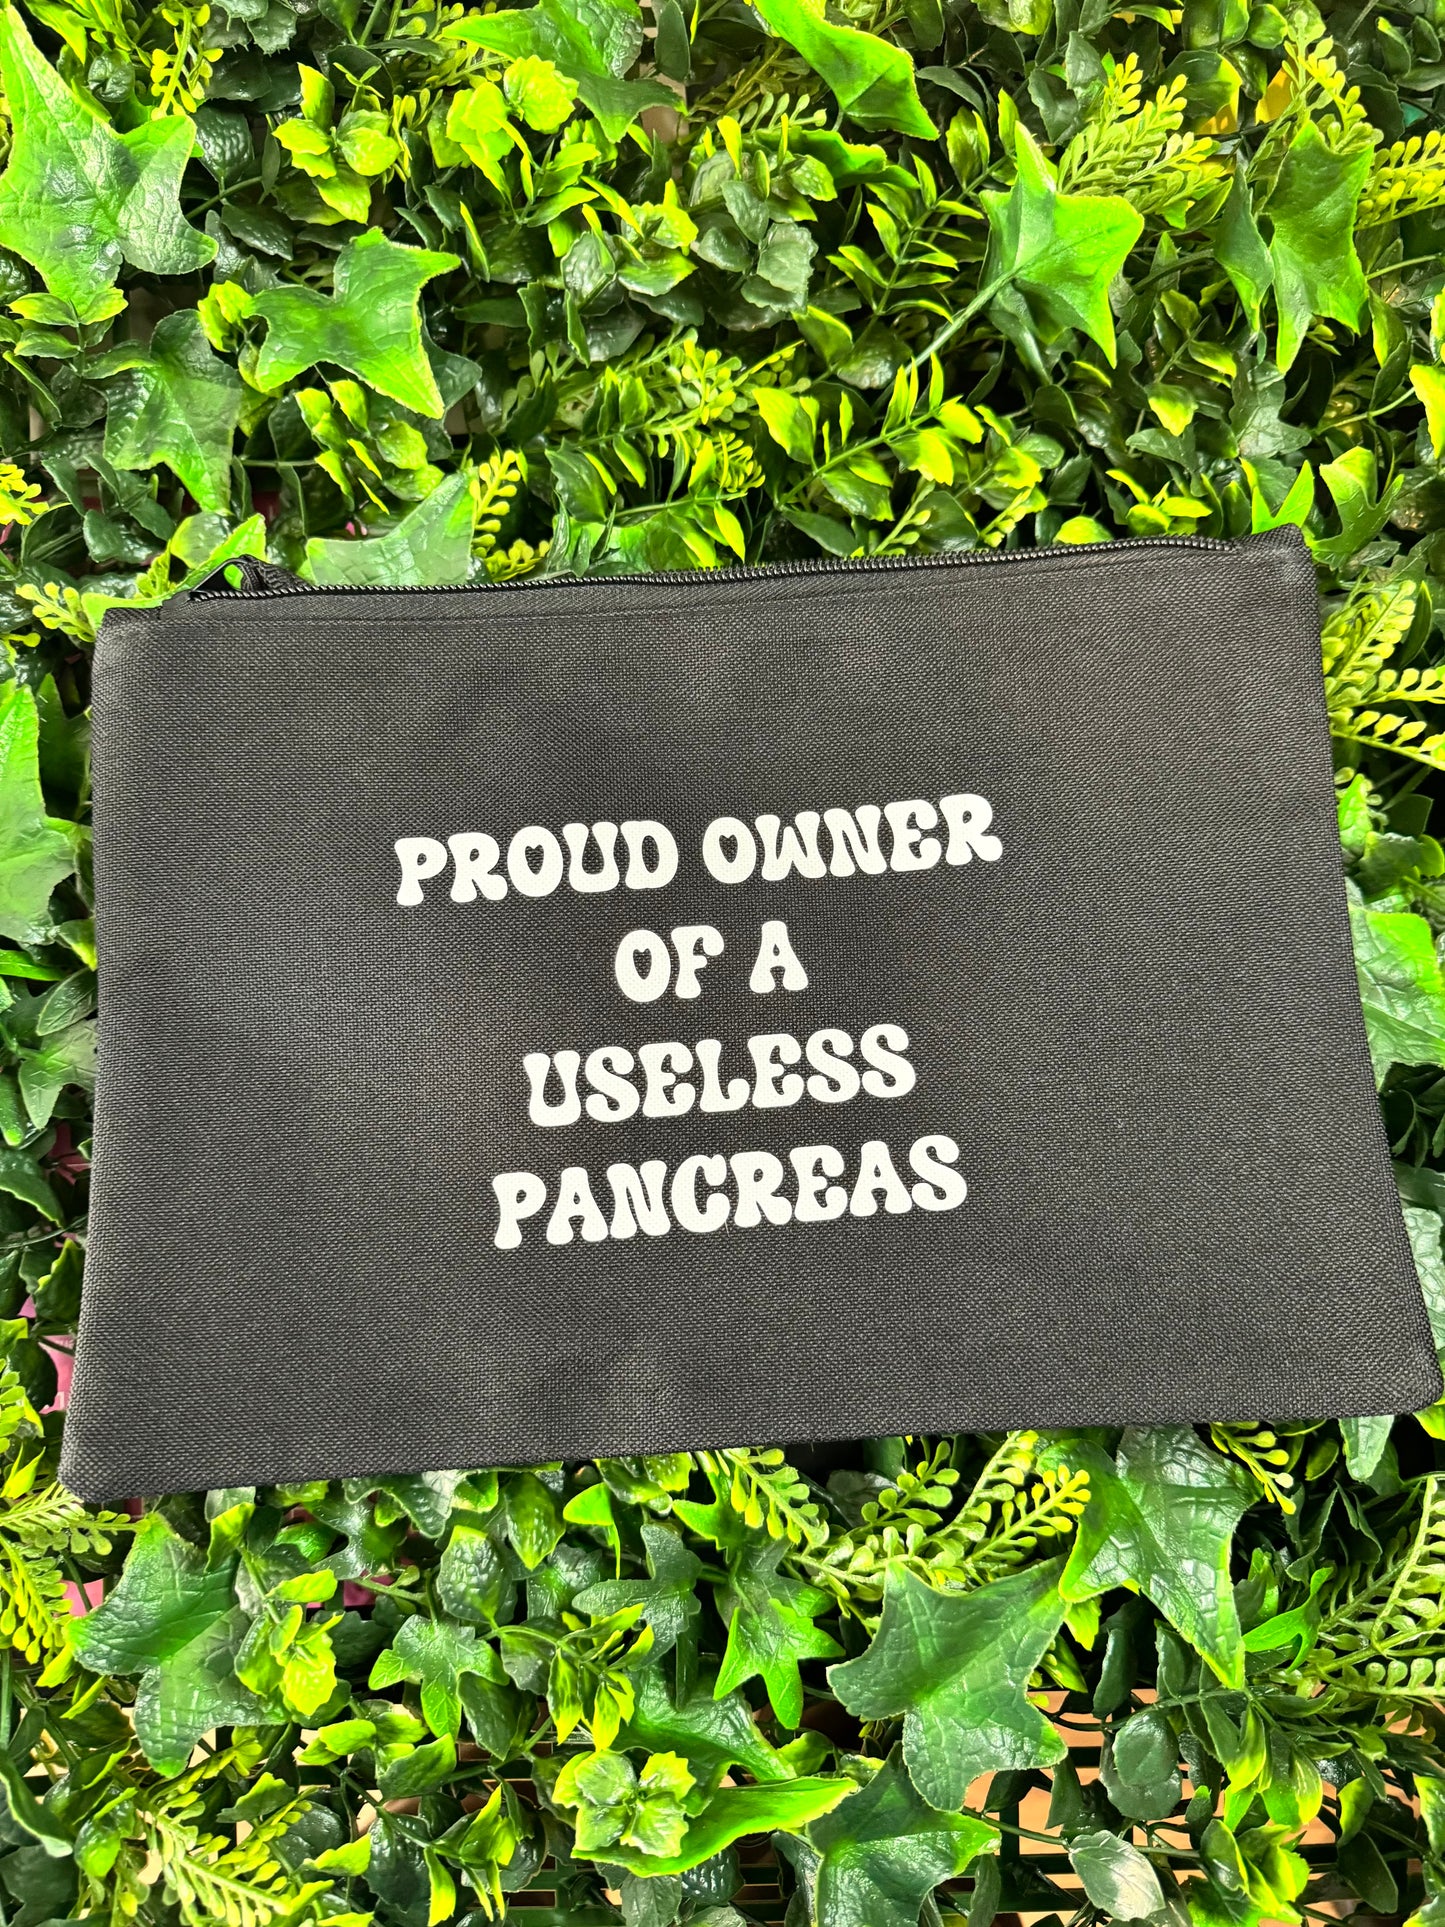 PROUD OWNER
OF A
USELESS
PANCREAS